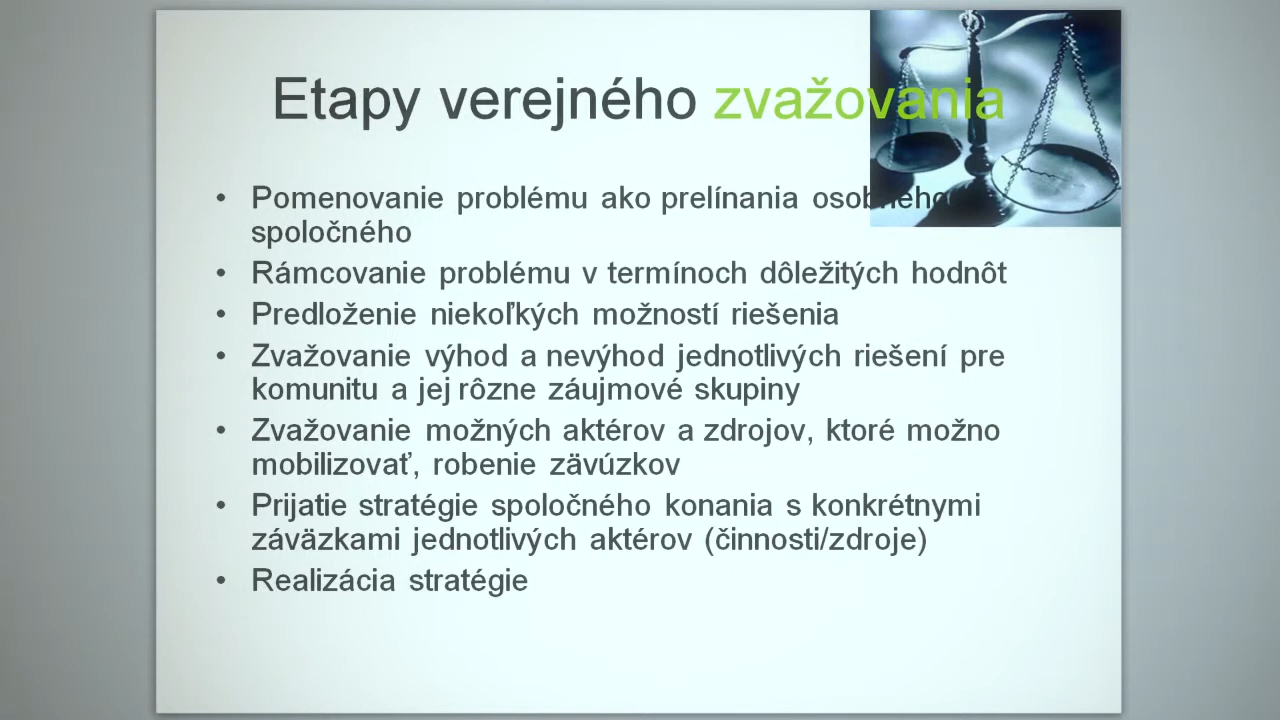 Etapy verejného zvažovania
• Pomenovanie problému ako prelínania osobného
spoločného
• Rámcovanie problému v termínoch dôležitých hodnôt
• Predloženie niekoľkých možností riešenia
• Zvažovanie výhod a nevýhod jednotlivých riešení pre
komunitu a jej rôzne záujmové skupiny
• Zvažovanie možných aktérov a zdrojov, ktoré možno
mobilizovať, robenie zävúzkov
• Prijatie stratégie spoločného konania s konkrétnymi
záväzkami jednotlivých aktérov (činnosti/zdroje)
• Realizácia stratégie